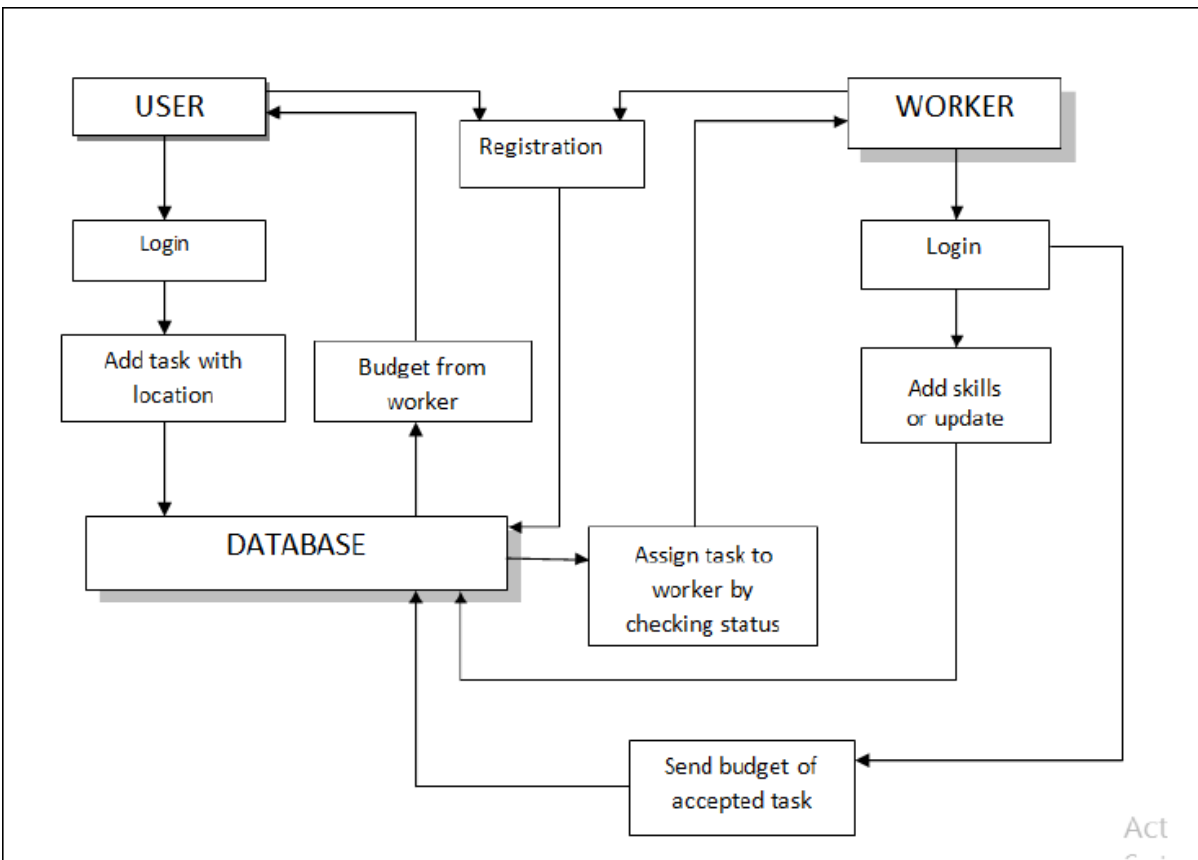 USER
WORKER
Registration
Login
Login
Add task with
location
Budget from
worker
Add skills
or update
DATABASE
Assign task to
worker by
checking status
Send budget of
accepted task
Act